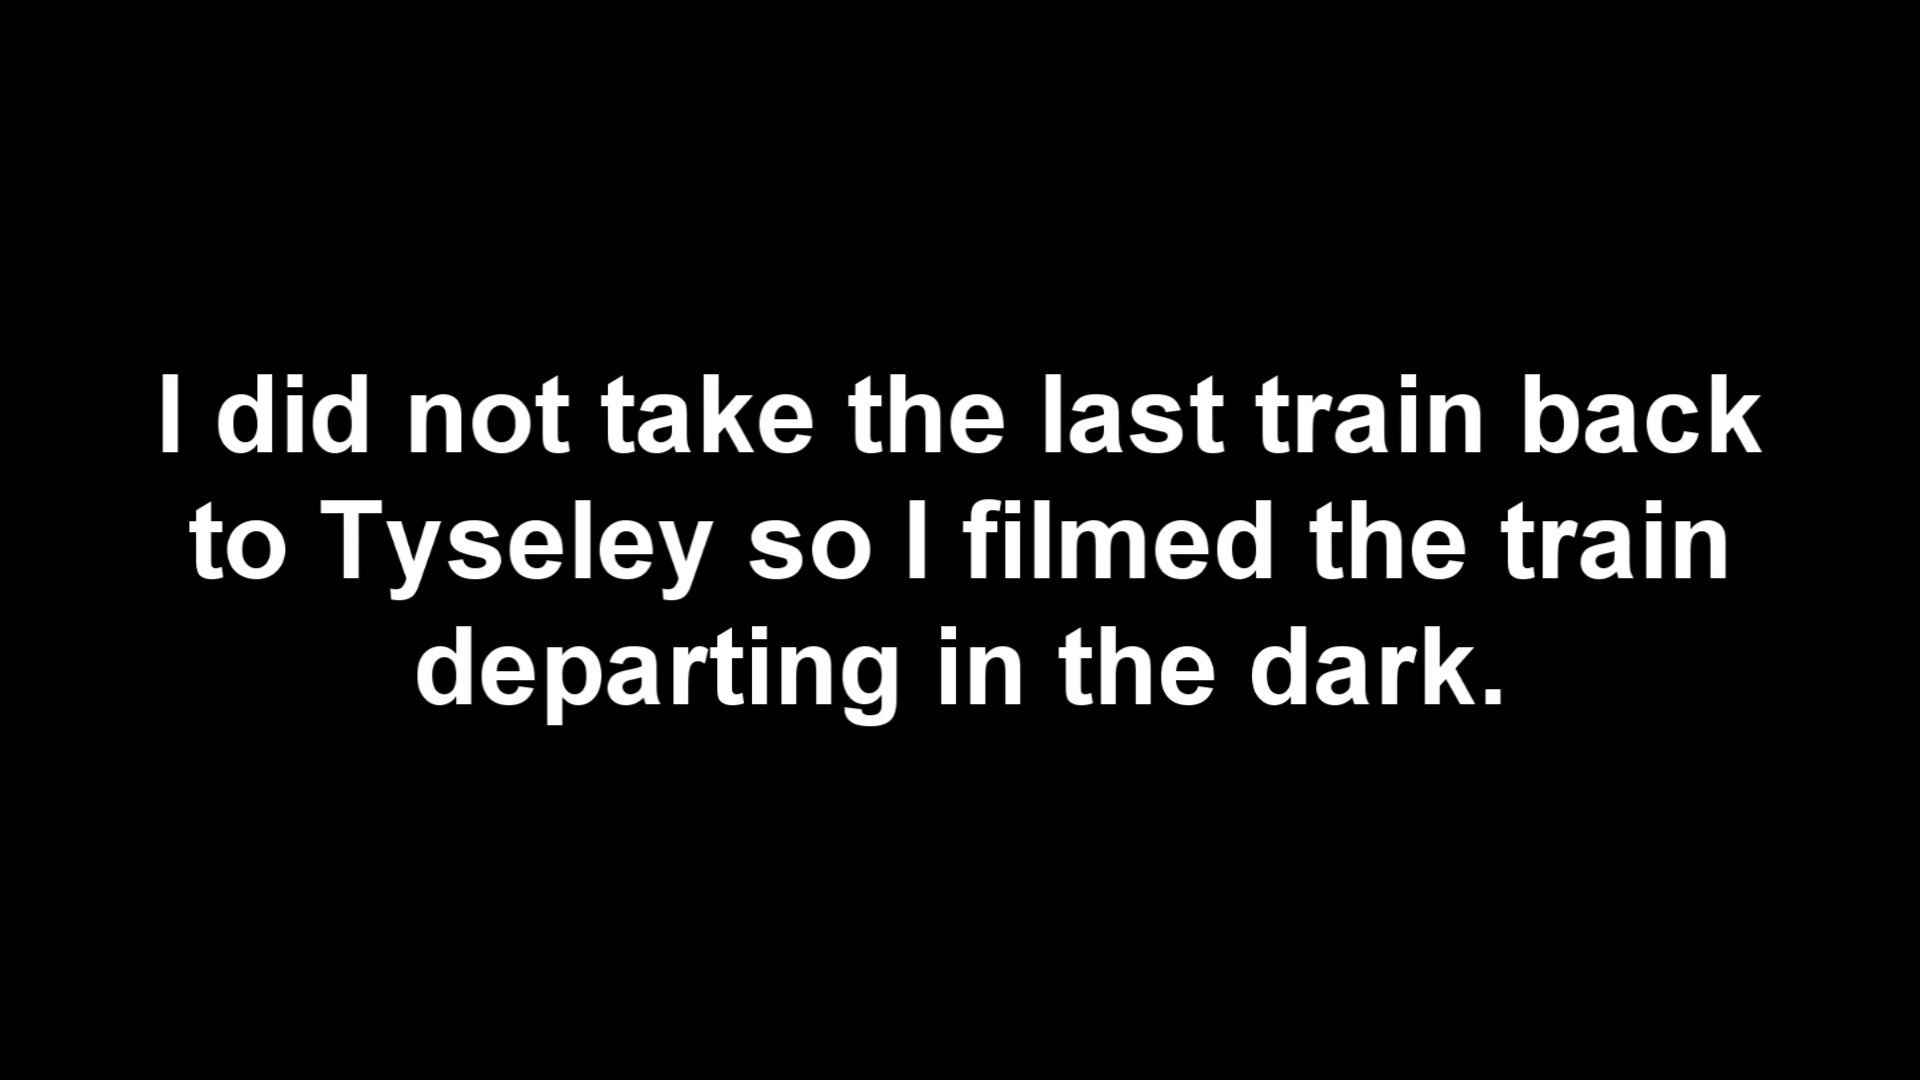 I did not take the last train back
to Tyseley so I filmed the train
departing in the dark.